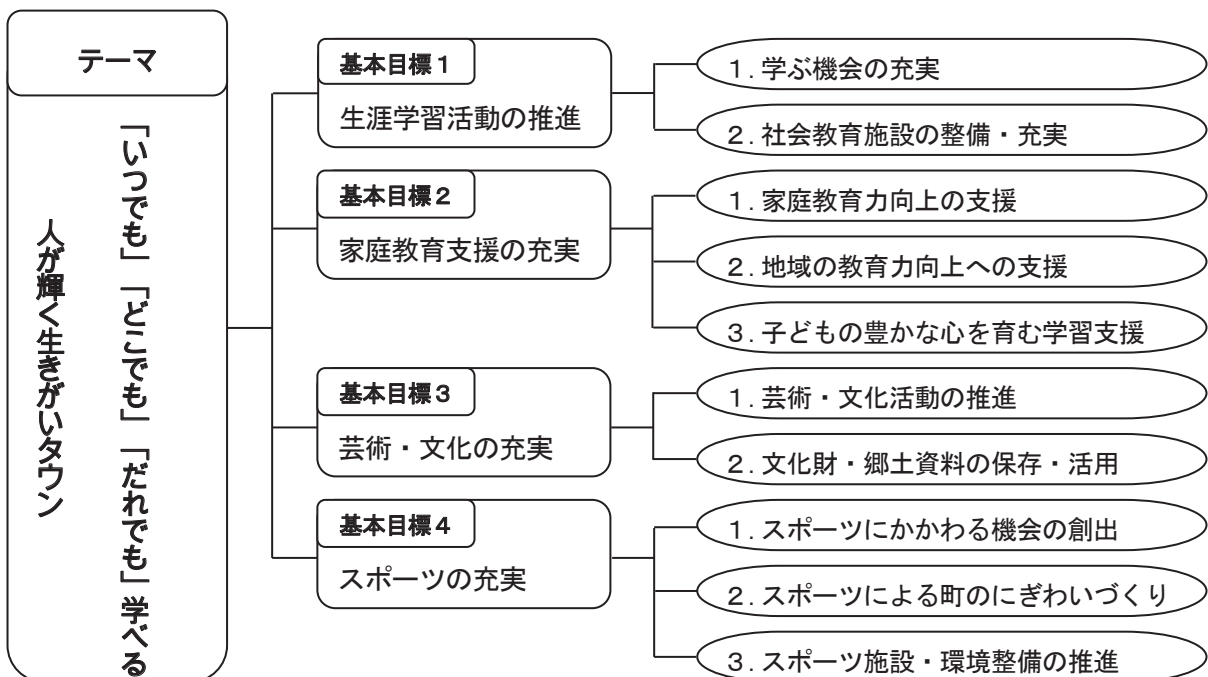 テーマ
「いつでも」「どこでも」「だれでも」学べる
人が輝く生きがいタウン
基本目標１
生涯学習活動の推進
１．学ぶ機会の充実
２．社会教育施設の整備・充実
基本目標２
家庭教育支援の充実
１．家庭教育力向上の支援
２．地域の教育力向上への支援
３．子どもの豊かな心を育む学習支援
基本目標３
芸術・文化の充実
１．芸術・文化活動の推進
２．文化財・郷土資料の保存・活用
基本目標４
スポーツの充実
１．スポーツにかかわる機会の創出
２．スポーツによる町のにぎわいづくり
３．スポーツ施設・環境整備の推進